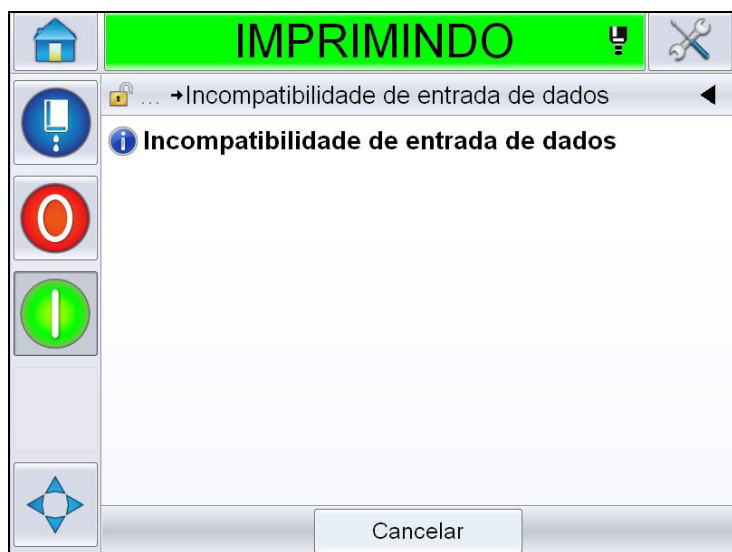 IMPRIMINDO
... →Incompatibilidade de entrada de dados
Incompatibilidade de entrada de dados
Cancelar